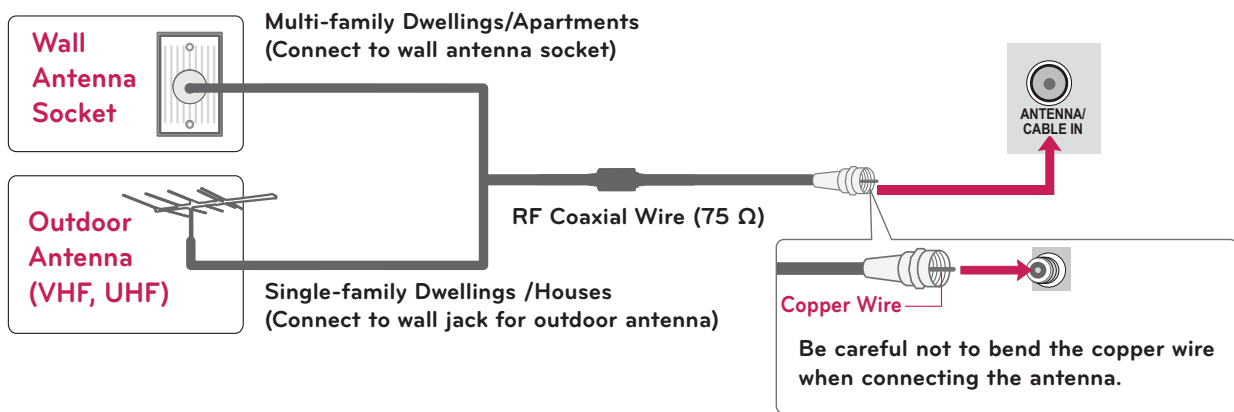 Wall
Antenna
Socket
Multi-family Dwellings/Apartments
(Connect to wall antenna socket)
ANTENNA/
CABLE IN
Outdoor
Antenna
(VHF, UHF)
RF Coaxial Wire (75 Ω)
Single-family Dwellings /Houses
(Connect to wall jack for outdoor antenna)
Copper Wire
Be careful not to bend the copper wire
when connecting the antenna.